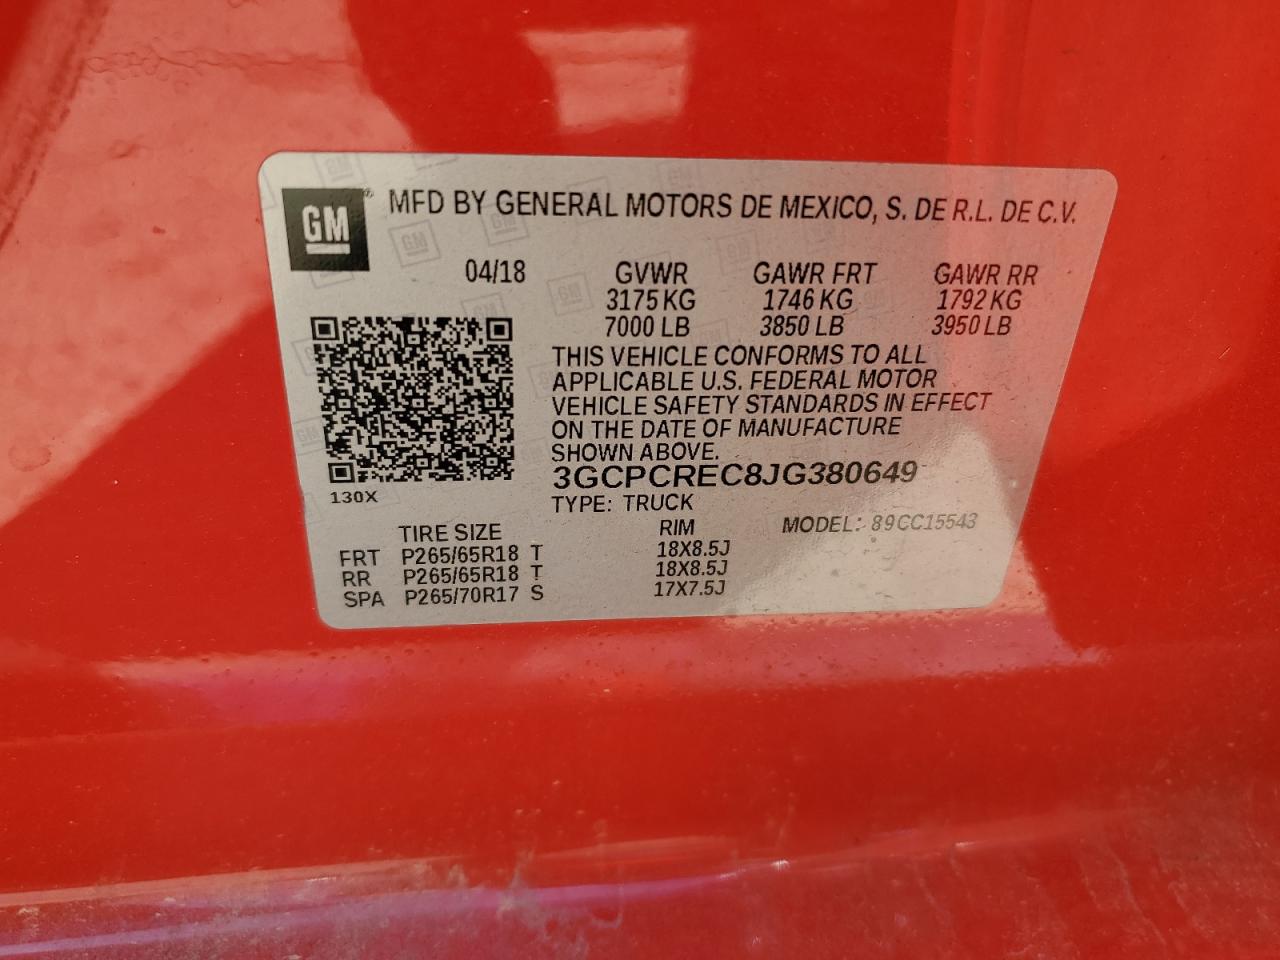 GM® MFD BY GENERAL MOTORS DE MEXICO, S. DE R.L. DE C.V.
04/18 GVWR GAWR FRT GAWR RR
3175 KG 1746 KG 1792 KG
7000 LB 3850 LB 3950 LB
THIS VEHICLE CONFORMS TO ALL
APPLICABLE U.S. FEDERAL MOTOR
VEHICLE SAFETY STANDARDS IN EFFECT
ON THE DATE OF MANUFACTURE
SHOWN ABOVE.
3GCPCREC8JG380649
130X
TYPE: TRUCK
TIRE SIZE RIM MODEL: 89CC15543
FRT P265/65R18 T 18X8.5J
RR P265/65R18 T 18X8.5J
SPA P265/70R17 S 17X7.5J